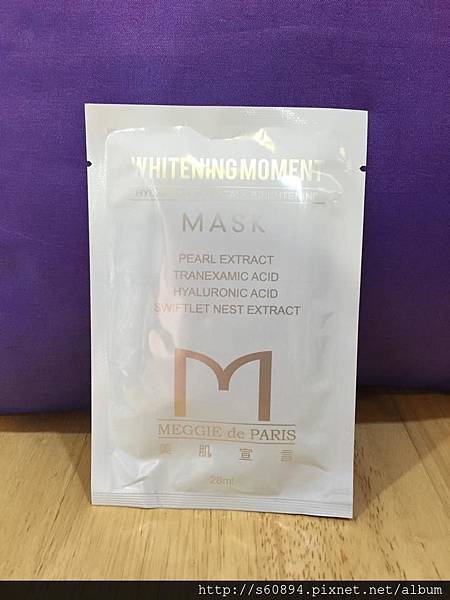 WHITENING MOMENT
MASK
PEARL EXTRACT
TRANEXAMIC ACID
HYALURONIC ACID
SWIFTLET NEST EXTRACT
M
MEGGIE de PARIS
美肌宣言
28ml
http://s60894.pixnet.net/album